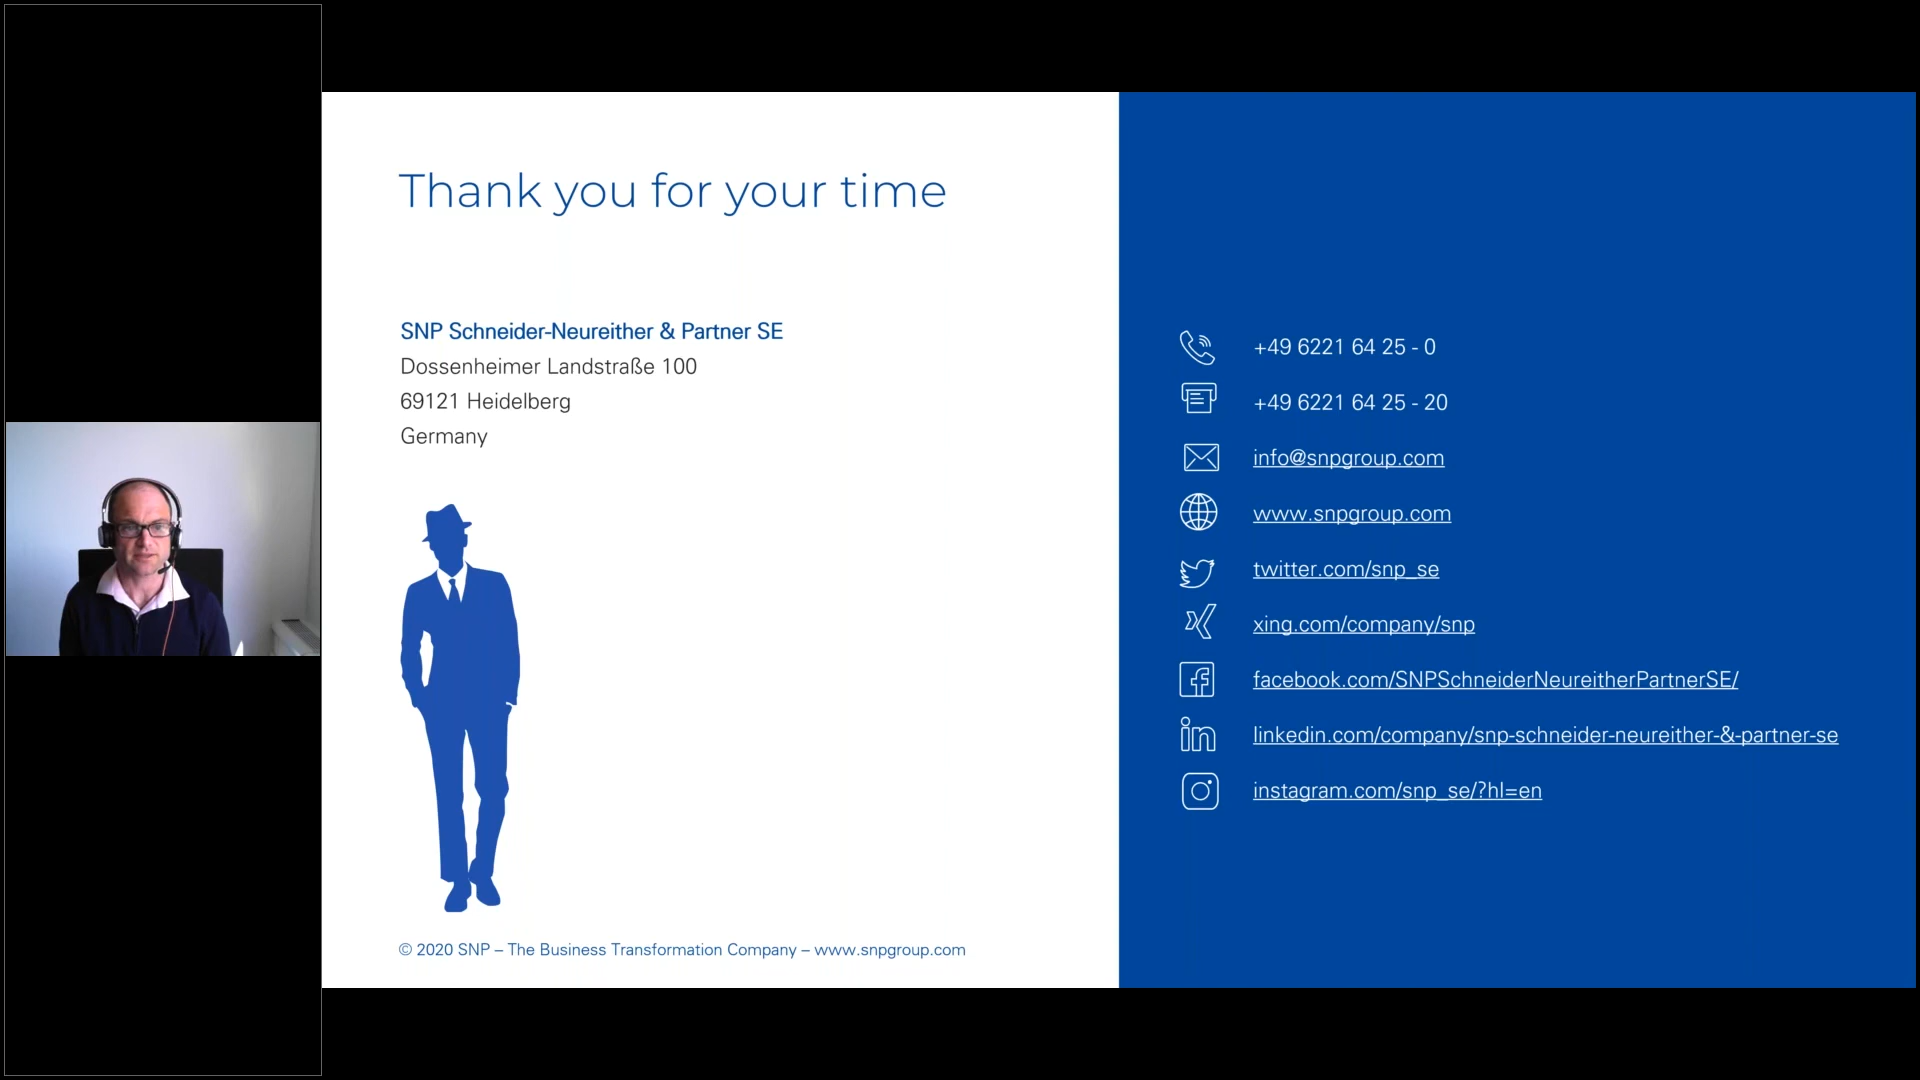 Thank you for your time
SNP Schneider-Neureither & Partner SE
Dossenheimer Landstraße 100
69121 Heidelberg
Germany
© 2020 SNP – The Business Transformation Company – www.snpgroup.com
+49 6221 64 25 - 0
+49 6221 64 25 - 20
info@snpgroup.com
www.snpgroup.com
twitter.com/snp_se
xing.com/company/snp
facebook.com/SNPSchneiderNeureitherPartnerSE/
linkedin.com/company/snp-schneider-neureither-&-partner-se
instagram.com/snp_se/?hl=en